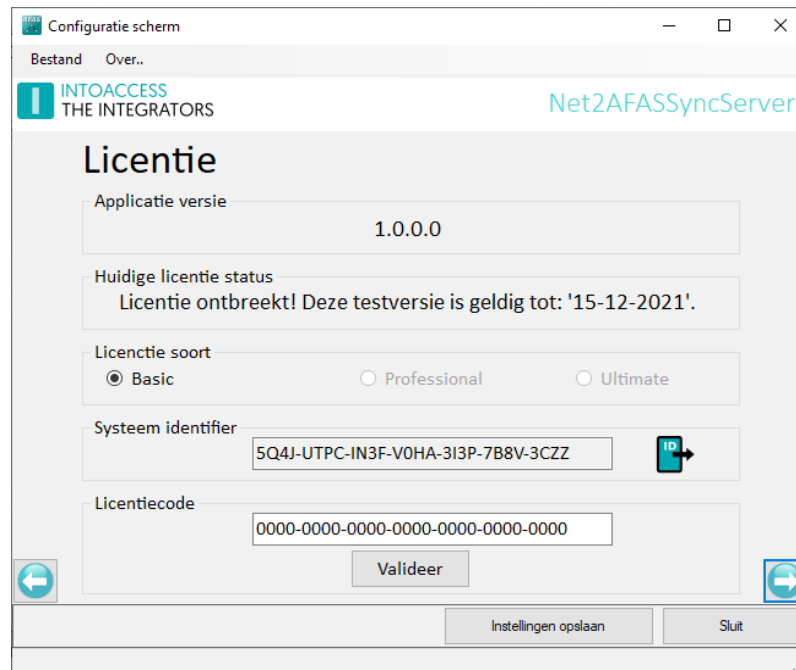 Configuratie scherm
Bestand Over..
INTOACCESS
THE INTEGRATORS
Net2AFASSyncServer
Licentie
Applicatie versie
1.0.0.0
Huidige licentie status
Licentie ontbreekt! Deze testversie is geldig tot: '15-12-2021'.
Licenctie soort
Basic Professional Ultimate
Systeem identifier
5Q4J-UTPC-IN3F-V0HA-3I3P-7B8V-3CZZ
ID
Licentiecode
0000-0000-0000-0000-0000-0000-0000
Valideer
Instellingen opslaan Sluit